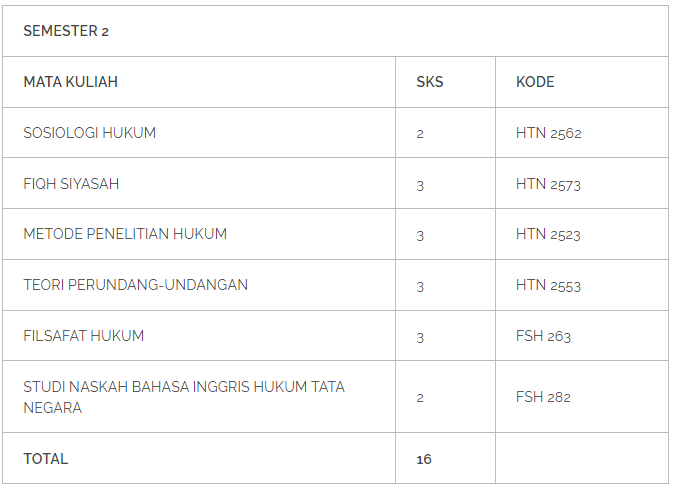 SEMESTER 2
MATA KULIAH SKS KODE
SOSIOLOGI HUKUM 2 HTN 2562
FIQH SIYASAH 3 HTN 2573
METODE PENELITIAN HUKUM 3 HTN 2523
TEORI PERUNDANG-UNDANGAN 3 HTN 2553
FILSAFAT HUKUM 3 FSH 263
STUDI NASKAH BAHASA INGGRIS HUKUM TATA
NEGARA 2 FSH 282
TOTAL 16